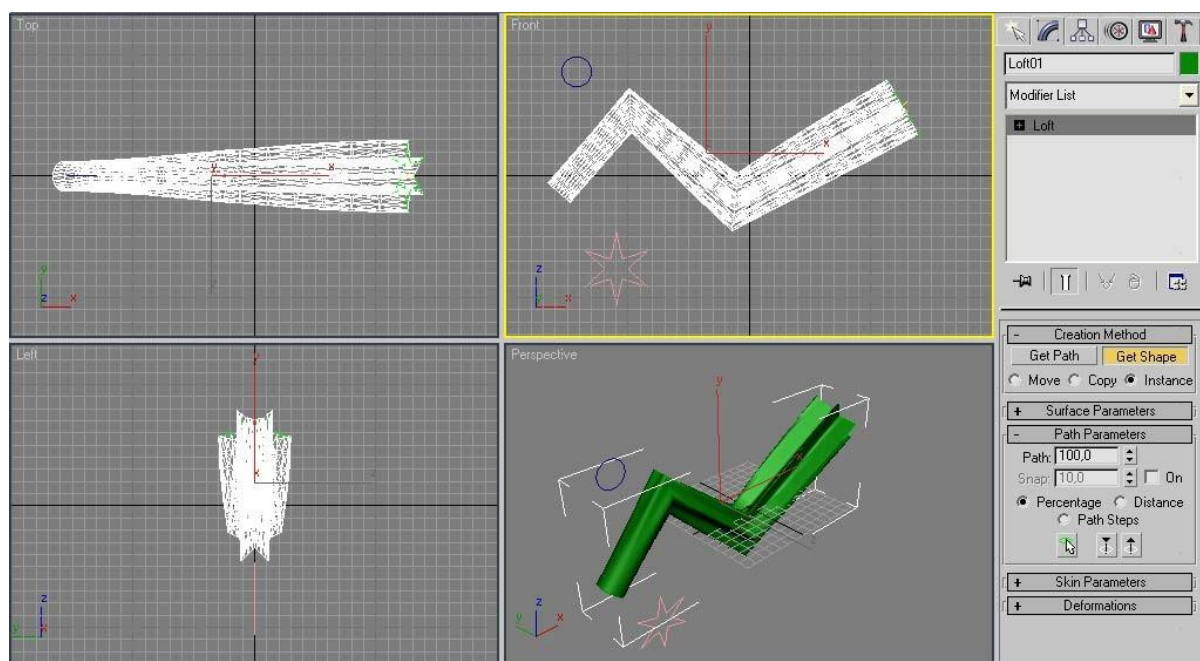 Top
Front
Left
Perspective
y
x
z
x
y
y
x
z
x
y
x
y
x
z
y
x
Loft01
Modifier List
Loft
- Creation Method
Get Path Get Shape
Move Copy Instance
+ Surface Parameters
- Path Parameters
Path: 100,0
Snap: 10,0 On
Percentage Distance
Path Steps
+ Skin Parameters
+ Deformations